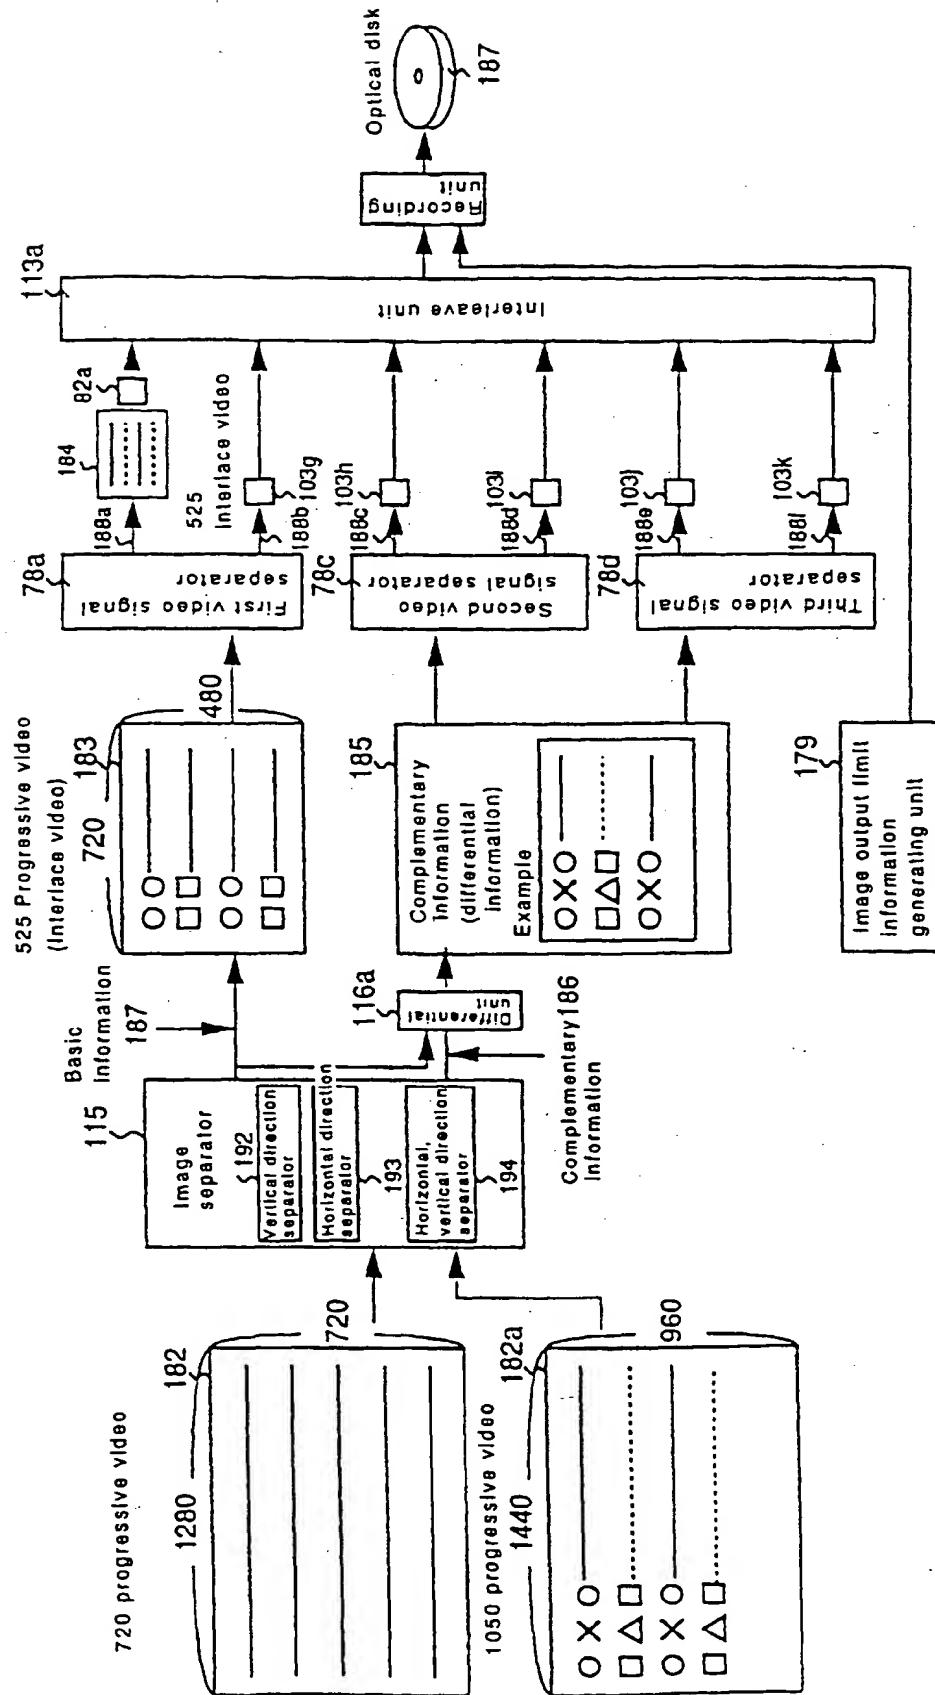 720 progressive video
1280
182
720
1050 progressive video
1440
182a
960
115
Image
separator
192
Vertical direction
separator
Horizontal direction
separator
193
Horizontal,
vertical direction
separator
194
Basic
Information
187
116a
Differential
unit
Complementary186
Information
525 Progressive video
(Interlace video)
720
183
480
185
Complementary
Information
(differential
Information)
Example
179
Image output limit
Information
generating unit
78a
First video signal
separator
78c
Second video
signal separator
78d
Third video signal
separator
188a
184
82a
525
Interlace video
188b
103g
188c
103h
188d
103i
188e
103j
188f
103k
113a
Interleave unit
Recording
unit
Optical disk
187